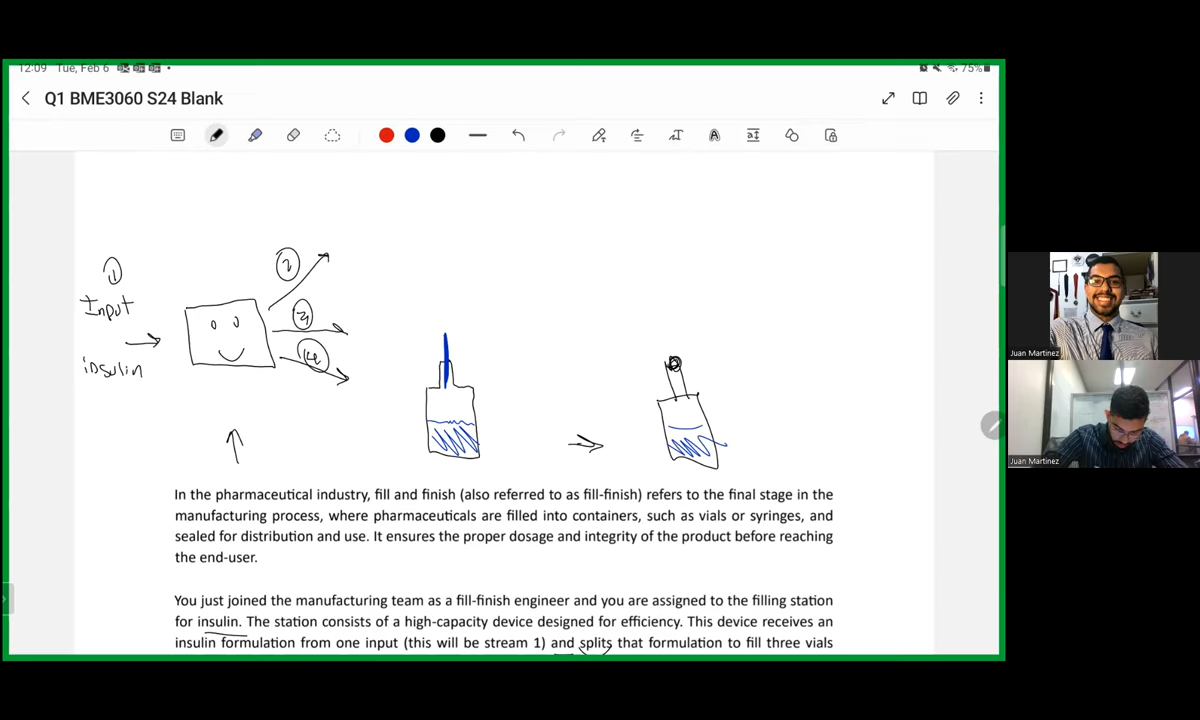 12:09 Tue, Feb 6
75%
Q1 BME3060 S24 Blank
1
Input
insulin
2
3
4
In the pharmaceutical industry, fill and finish (also referred to as fill-finish) refers to the final stage in the
manufacturing process, where pharmaceuticals are filled into containers, such as vials or syringes, and
sealed for distribution and use. It ensures the proper dosage and integrity of the product before reaching
the end-user.
You just joined the manufacturing team as a fill-finish engineer and you are assigned to the filling station
for insulin. The station consists of a high-capacity device designed for efficiency. This device receives an
insulin formulation from one input (this will be stream 1) and splits that formulation to fill three vials
Juan Martinez
Juan Martinez